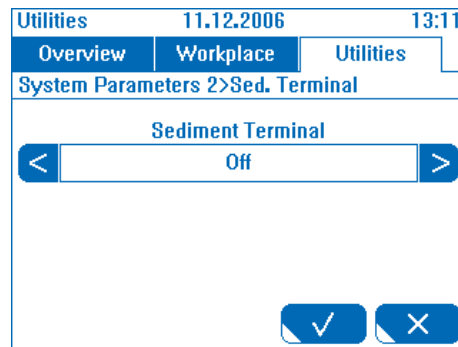 Utilities 11.12.2006 13:11
Overview Workplace Utilities
System Parameters 2>Sed. Terminal
Sediment Terminal
< Off >